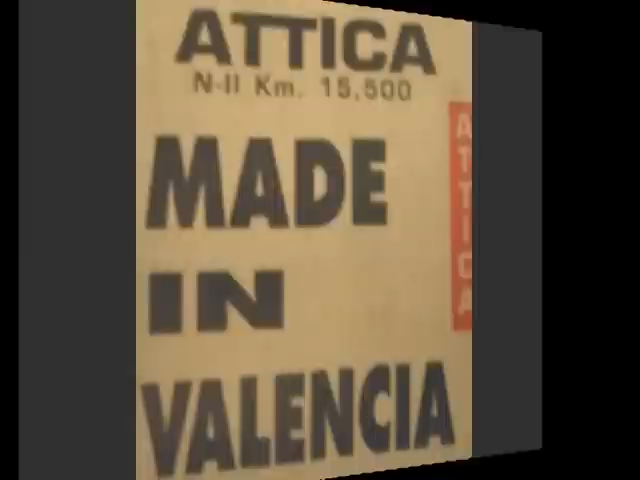 ATTICA
N-II Km. 15,500
MADE
IN
VALENCIA
ATTICA